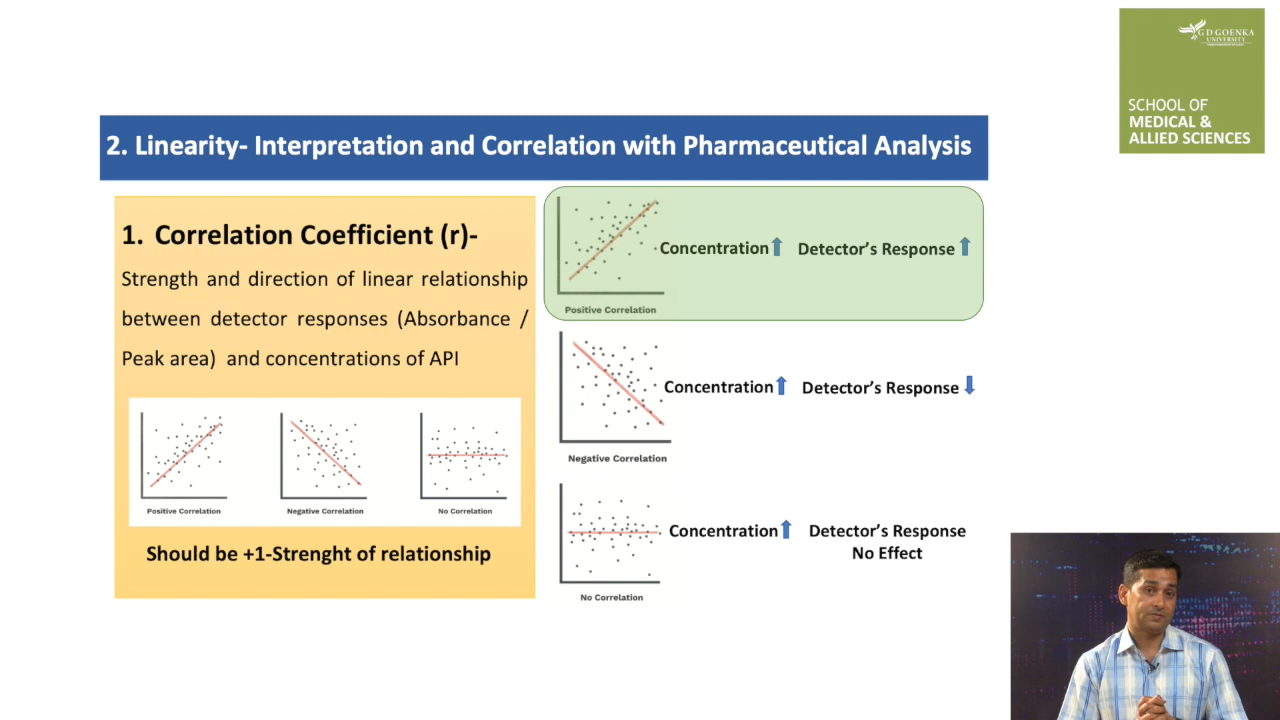 G D GOENKA
UNIVERSITY
SCHOOL OF
MEDICAL &
ALLIED SCIENCES
2. Linearity- Interpretation and Correlation with Pharmaceutical Analysis
1. Correlation Coefficient (r)-
Strength and direction of linear relationship
between detector responses (Absorbance /
Peak area) and concentrations of API
Positive Correlation
Negative Correlation
No Correlation
Should be +1-Strenght of relationship
Concentration
Detector's Response
Positive Correlation
Concentration
Detector's Response
Negative Correlation
Concentration
Detector's Response
No Effect
No Correlation